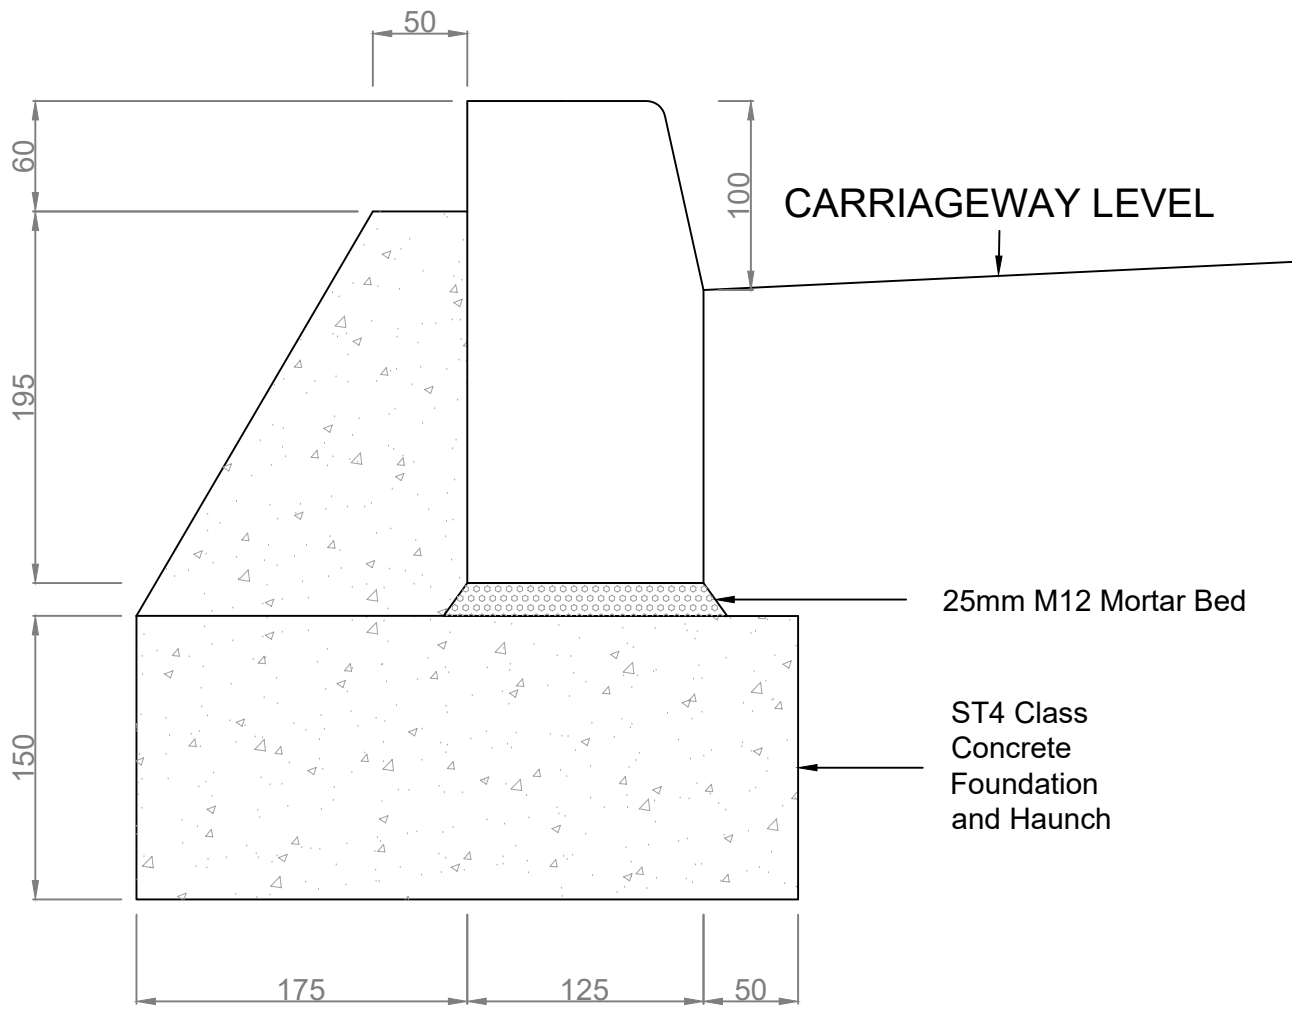 50
60
100
CARRIAGEWAY LEVEL
195
25mm M12 Mortar Bed
ST4 Class
Concrete
Foundation
and Haunch
150
175
125
50